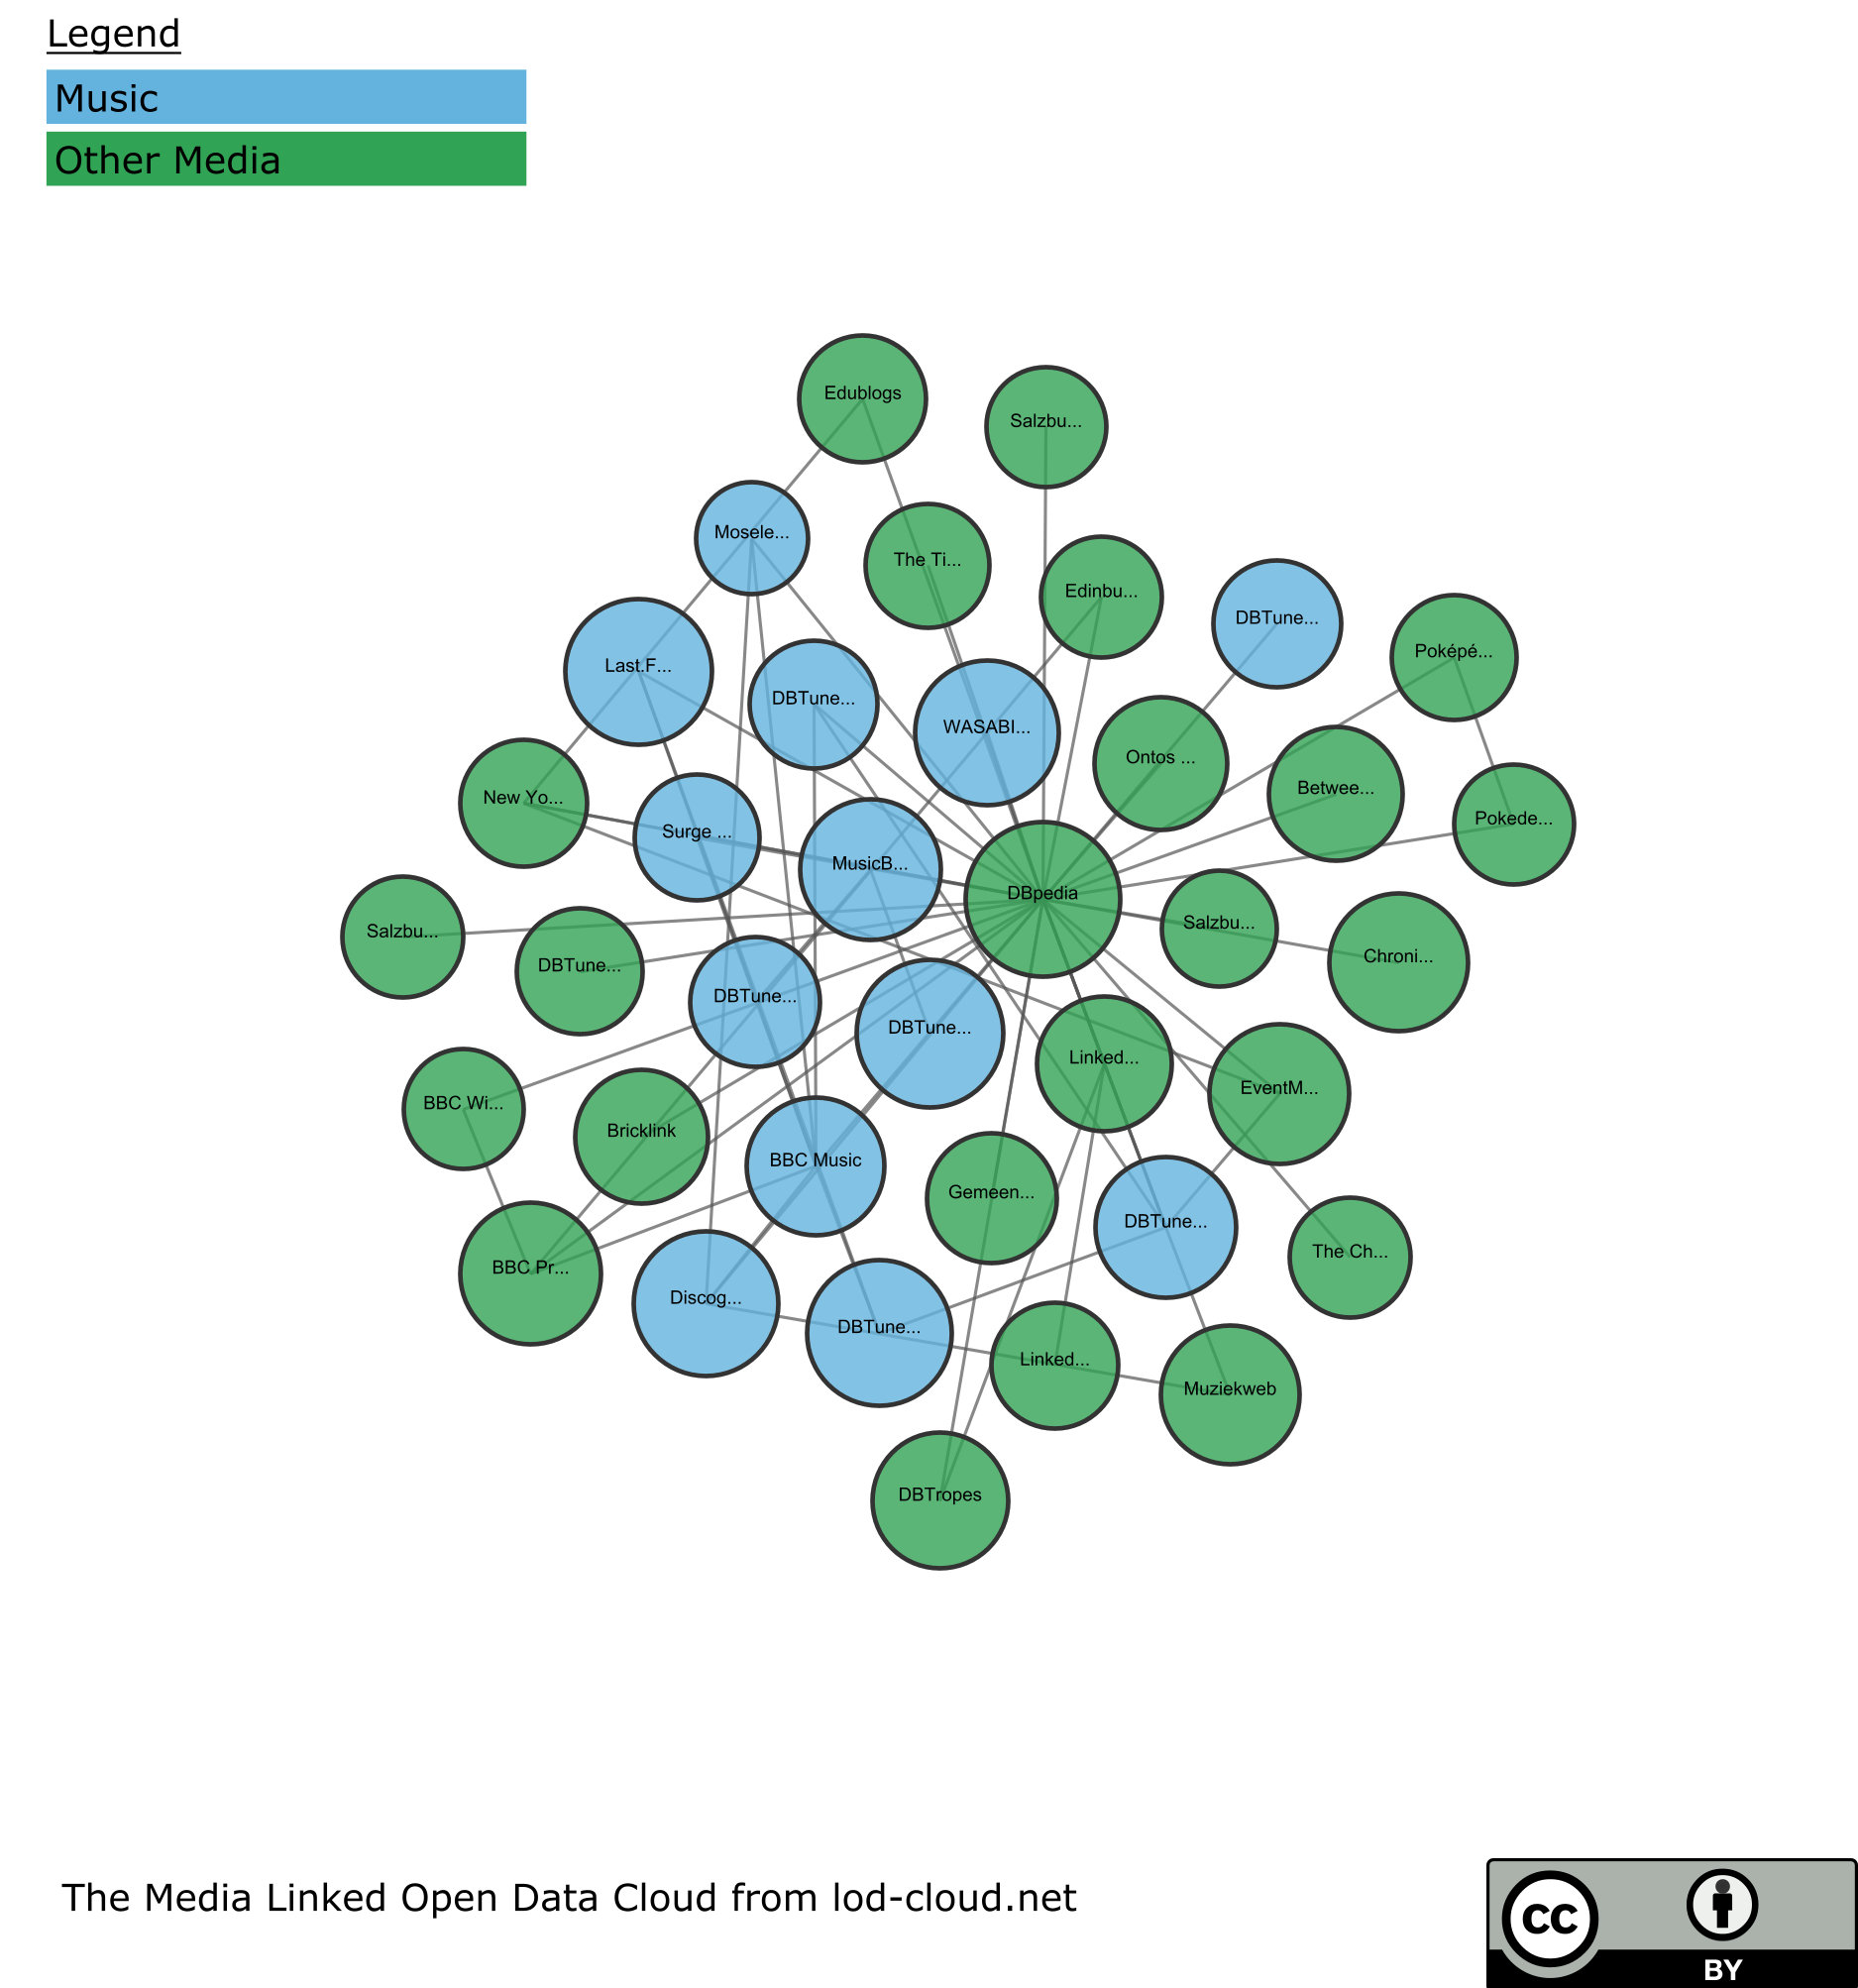 Legend
Music
Other Media
Edublogs
Salzbu...
Mosele...
The Ti...
Edinbu...
DBTune...
Poképé...
Last.F...
DBTune...
WASABI...
Ontos ...
Betwee...
Pokede...
New Yo...
Surge ...
MusicB...
DBpedia
Salzbu...
Chroni...
Salzbu...
DBTune...
DBTune...
DBTune...
Linked...
EventM...
BBC Wi...
Bricklink
BBC Music
Gemeen...
DBTune...
The Ch...
BBC Pr...
Discog...
DBTune...
Linked...
Muziekweb
DBTropes
The Media Linked Open Data Cloud from lod-cloud.net
cc
BY